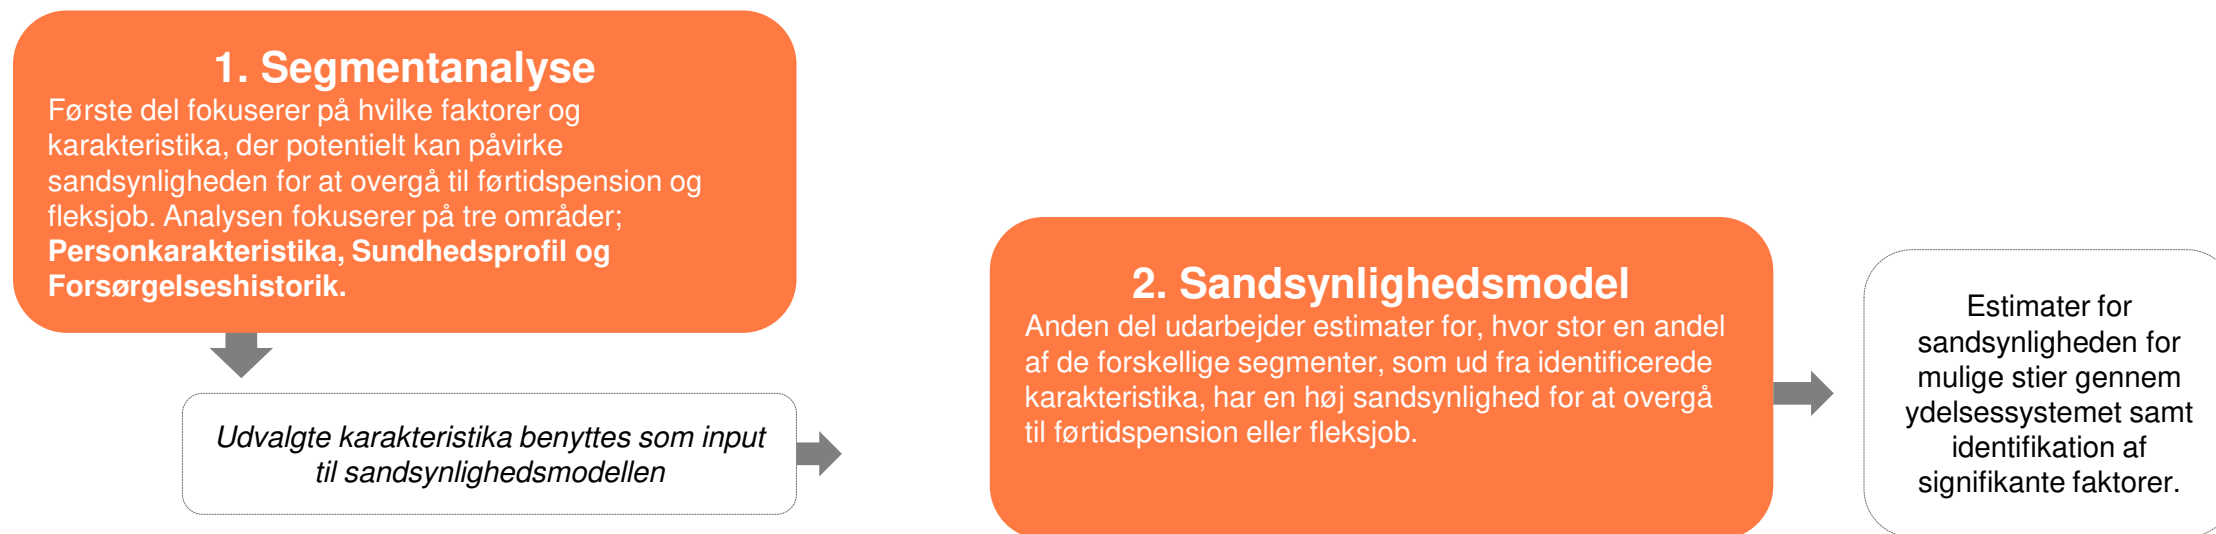 1. Segmentanalyse
Første del fokuserer på hvilke faktorer og
karakteristika, der potentielt kan påvirke
sandsynligheden for at overgå til førtidspension og
fleksjob. Analysen fokuserer på tre områder;
Personkarakteristika, Sundhedsprofil og
Forsørgelseshistorik.
Udvalgte karakteristika benyttes som input
til sandsynlighedsmodellen
2. Sandsynlighedsmodel
Anden del udarbejder estimater for, hvor stor en andel
af de forskellige segmenter, som ud fra identificerede
karakteristika, har en høj sandsynlighed for at overgå
til førtidspension eller fleksjob.
Estimater for
sandsynligheden for
mulige stier gennem
ydelsessystemet samt
identifikation af
signifikante faktorer.